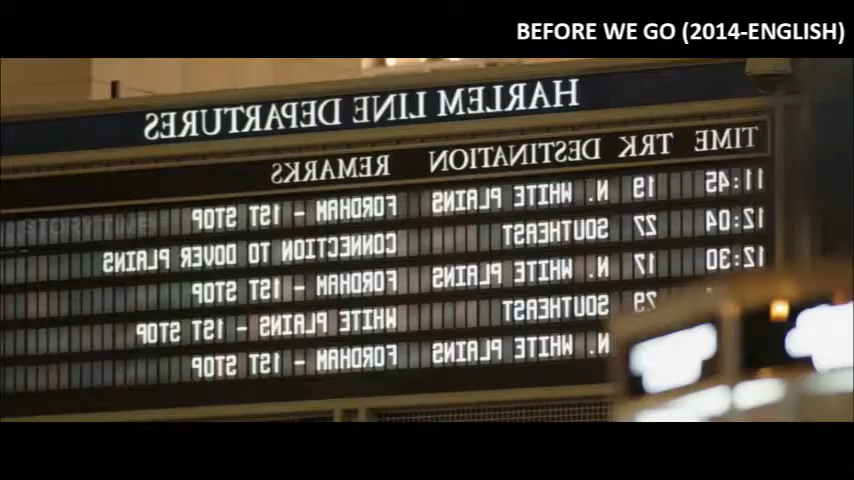 BEFORE WE GO (2014-ENGLISH)
HARLEM LINE DEPARTURES
TIME TRK DESTINATION REMARKS
11:45 19 N. WHITE PLAINS FORDHAM - 1ST STOP
12:04 27 SOUTHEAST CONNECTION TO DOVER PLAINS
12:30 17 N. WHITE PLAINS FORDHAM - 1ST STOP
29 SOUTHEAST WHITE PLAINS - 1ST STOP
N. WHITE PLAINS FORDHAM - 1ST STOP
STORYTIME